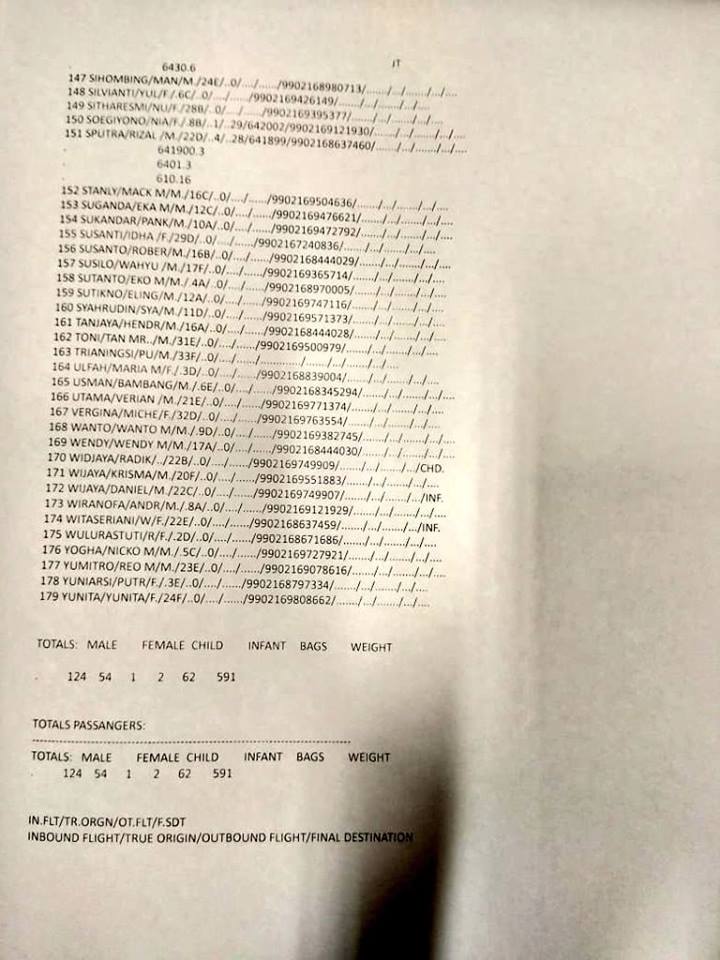 6430.6 JT
147 SIHOMBING/MAN/M./24E/..0/..../....../9902168980713/......./.../......./.../....
148 SILVIANTI/YUL/F./.6C/..0/..../....../9902169426149/......./.../......./.../....
149 SITHARESMI/NU/F./28B/..0/..../....../9902169395377/......./.../......./.../....
150 SOEGIYONO/NIA/F./.8B/..1/..29/642002/9902169121930/......./.../......./.../....
151 SPUTRA/RIZAL /M./22D/..4/..28/641899/9902168637460/......./.../......./.../....
. 641900.3
. 6401.3
. 610.16
152 STANLY/MACK M/M./16C/..0/..../....../9902169504636/......./.../......./.../....
153 SUGANDA/EKA M/M./12C/..0/..../....../9902169476621/......./.../......./.../....
154 SUKANDAR/PANK/M./10A/..0/..../....../9902169472792/......./.../......./.../....
155 SUSANTI/IDHA /F./29D/..0/..../....../9902167240836/......./.../......./.../....
156 SUSANTO/ROBER/M./16B/..0/..../....../9902168444029/......./.../......./.../....
157 SUSILO/WAHYU /M./17F/..0/..../....../9902169365714/......./.../......./.../....
158 SUTANTO/EKO M/M./.4A/..0/..../....../9902168970005/......./.../......./.../....
159 SUTIKNO/ELING/M./12A/..0/..../....../9902169747116/......./.../......./.../....
160 SYAHRUDIN/SYA/M./11D/..0/..../....../9902169571373/......./.../......./.../....
161 TANJAYA/HENDR/M./16A/..0/..../....../9902168444028/......./.../......./.../....
162 TONI/TAN MR../M./31E/..0/..../....../9902169500979/......./.../......./.../....
163 TRIANINGSI/PU/M./33F/..0/..../....../............./......./.../......./.../....
164 ULFAH/MARIA M/F./.3D/..0/..../....../9902168839004/......./.../......./.../....
165 USMAN/BAMBANG/M./.6E/..0/..../....../9902168345294/......./.../......./.../....
166 UTAMA/VERIAN /M./21E/..0/..../....../9902169771374/......./.../......./.../....
167 VERGINA/MICHE/F./32D/..0/..../....../9902169763554/......./.../......./.../....
168 WANTO/WANTO M/M./.9D/..0/..../....../9902169382745/......./.../......./.../....
169 WENDY/WENDY M/M./17A/..0/..../....../9902168444030/......./.../......./.../....
170 WIDJAYA/RADIK/../22B/..0/..../....../9902169749909/......./.../......./.../CHD.
171 WIJAYA/KRISMA/M./20F/..0/..../....../9902169551883/......./.../......./.../....
172 WIJAYA/DANIEL/M./22C/..0/..../....../9902169749907/......./.../......./.../INF.
173 WIRANOFA/ANDR/M./.8A/..0/..../....../9902169121929/......./.../......./.../....
174 WITASERIANI/W/F./22E/..0/..../....../9902168637459/......./.../......./.../INF.
175 WULURASTUTI/R/F./.2D/..0/..../....../9902168671686/......./.../......./.../....
176 YOGHA/NICKO M/M./.5C/..0/..../....../9902169727921/......./.../......./.../....
177 YUMITRO/REO M/M./23E/..0/..../....../9902169078616/......./.../......./.../....
178 YUNIARSI/PUTR/F./.3E/..0/..../....../9902168797334/......./.../......./.../....
179 YUNITA/YUNITA/F./24F/..0/..../....../9902169808662/......./.../......./.../....
TOTALS: MALE FEMALE CHILD INFANT BAGS WEIGHT
. 124 54 1 2 62 591
TOTALS PASSANGERS:
--------------------------------------------------------------------------------
TOTALS: MALE FEMALE CHILD INFANT BAGS WEIGHT
. 124 54 1 2 62 591
IN.FLT/TR.ORGN/OT.FLT/F.SDT
INBOUND FLIGHT/TRUE ORIGIN/OUTBOUND FLIGHT/FINAL DESTINATION